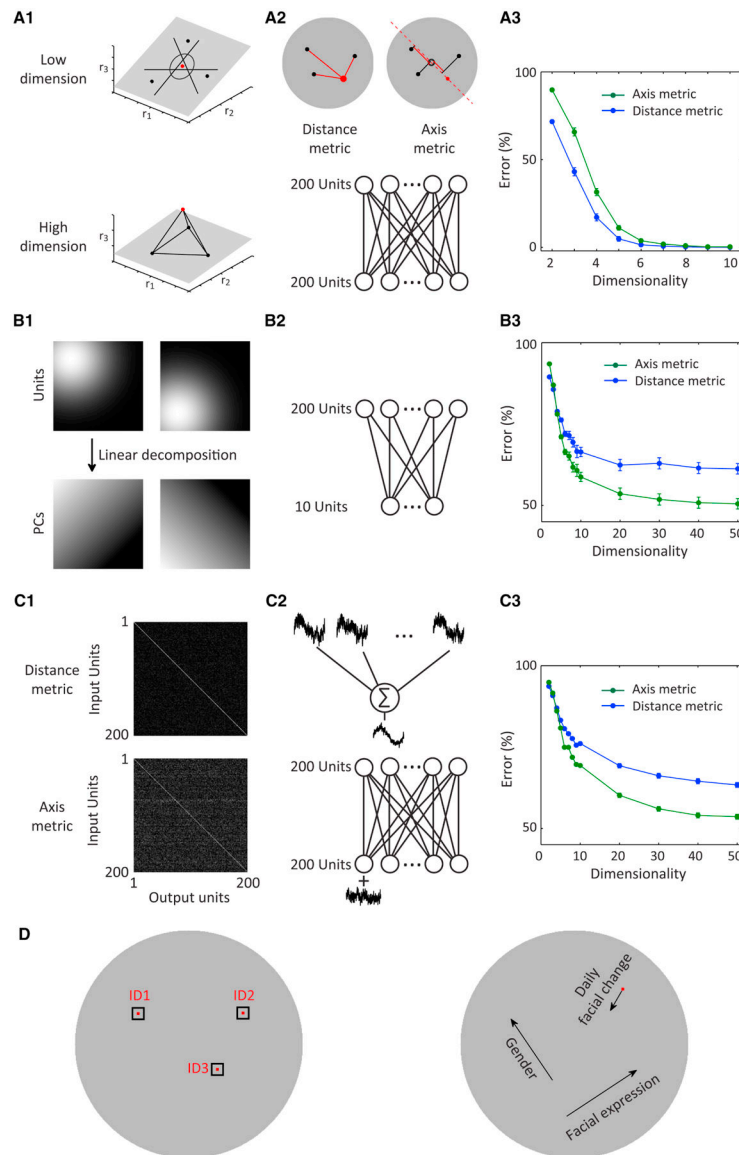 A1
Low
dimension
r3
r1
r2
High
dimension
r3
r1
r2
A2
Distance
metric
Axis
metric
200 Units
200 Units
A3
Error (%)
100
50
0
Axis metric
Distance metric
2 4 6 8 10
Dimensionality
B1
Units
Linear decomposition
PCs
B2
200 Units
10 Units
B3
Error (%)
100
50
Axis metric
Distance metric
0 10 20 30 40 50
Dimensionality
C1
Distance
metric
Input Units
1
200
Axis
metric
Input Units
1
200
1 200
Output units
C2
Σ
200 Units
200 Units
+
C3
Error (%)
100
50
Axis metric
Distance metric
0 10 20 30 40 50
Dimensionality
D
ID1
ID2
ID3
Daily
facial change
Gender
Facial expression